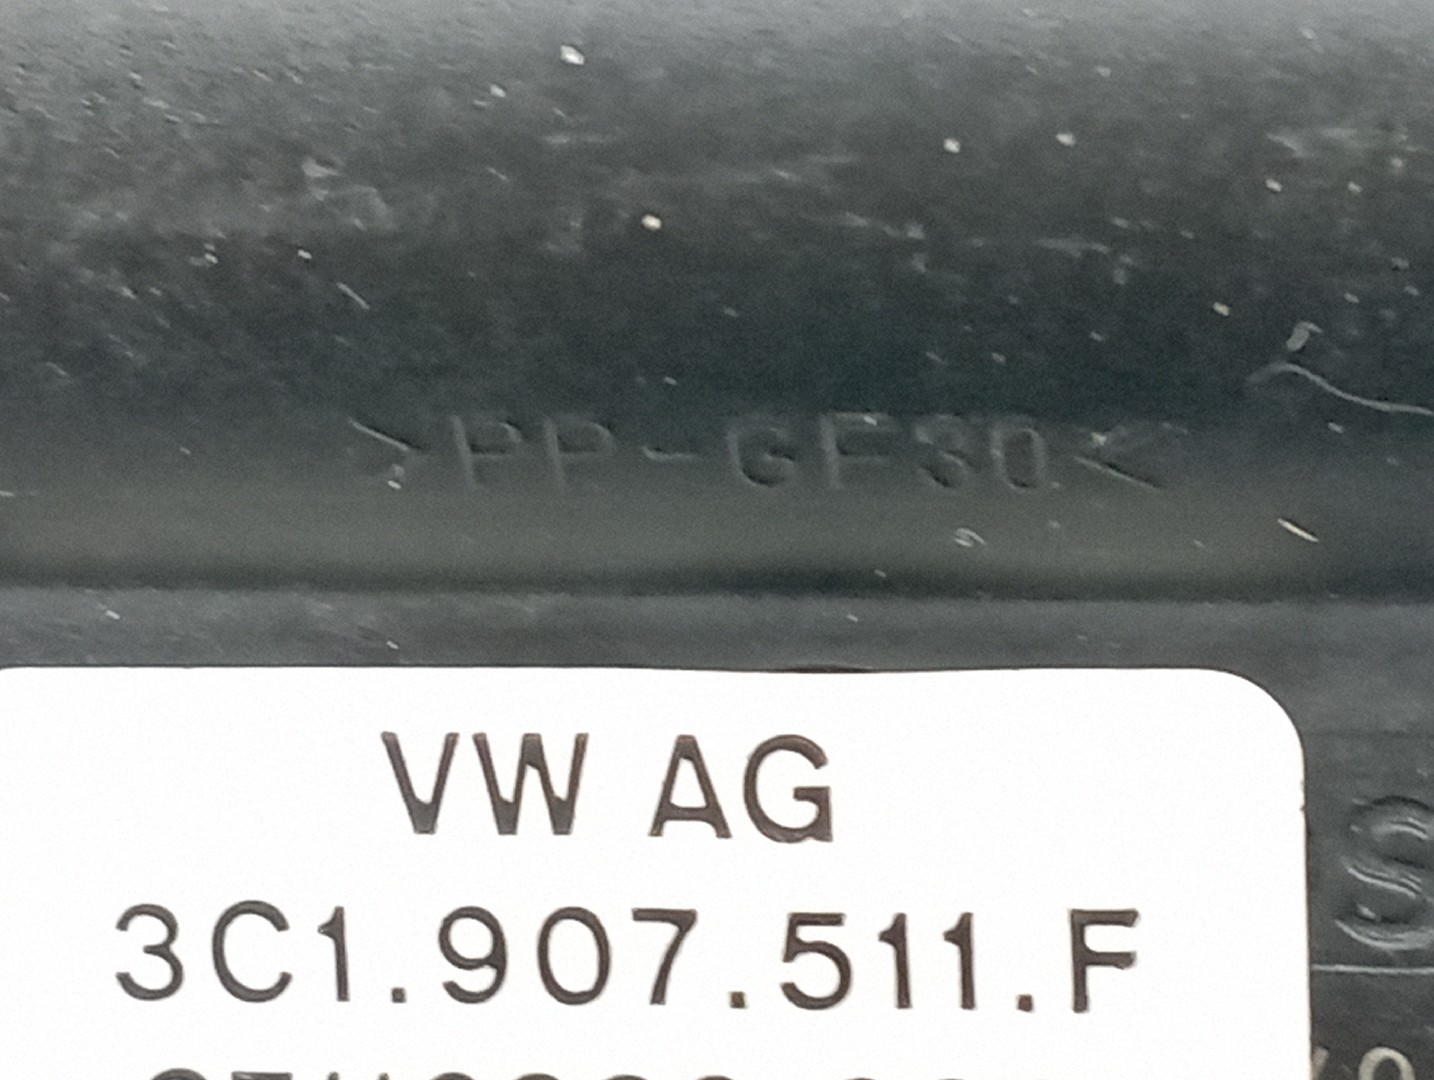 >PP-GF30<
VW AG
3C1.907.511.F
S